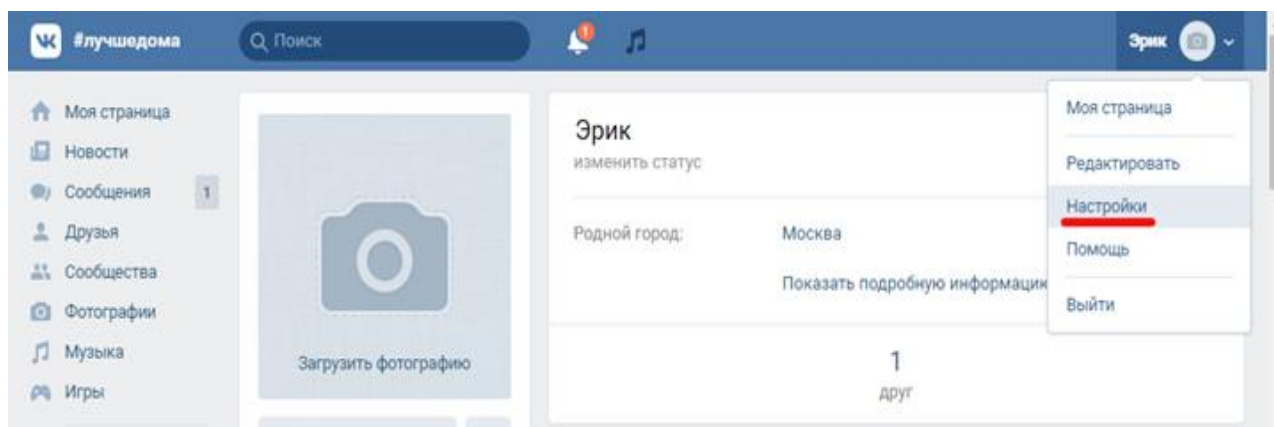 #лучшедома
Поиск
1
Эрик
Моя страница
Новости
Сообщения 1
Друзья
Сообщества
Фотографии
Музыка
Игры
Загрузить фотографию
Эрик
изменить статус
Родной город: Москва
Показать подробную информацию
1
друг
Моя страница
Редактировать
Настройки
Помощь
Выйти